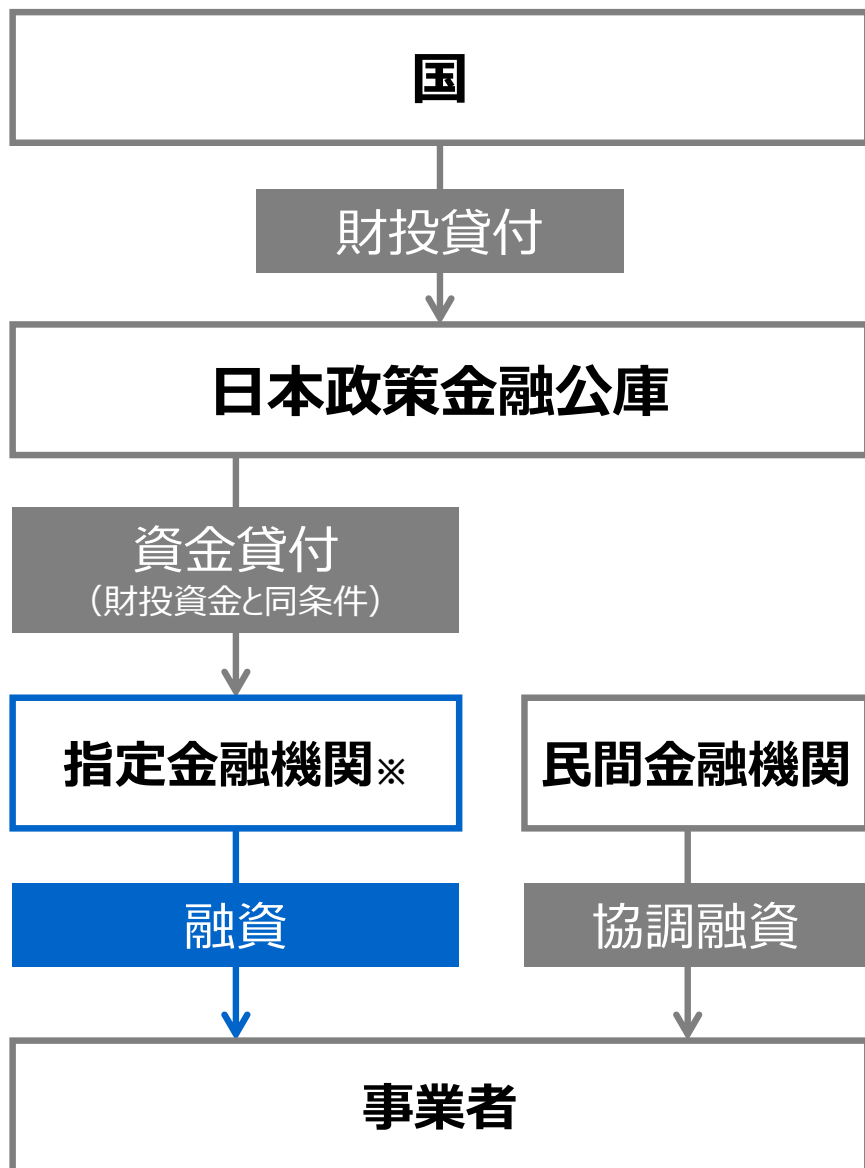 国
財投貸付
日本政策金融公庫
資金貸付
（財投資金と同条件）
指定金融機関※
民間金融機関
融資
協調融資
事業者